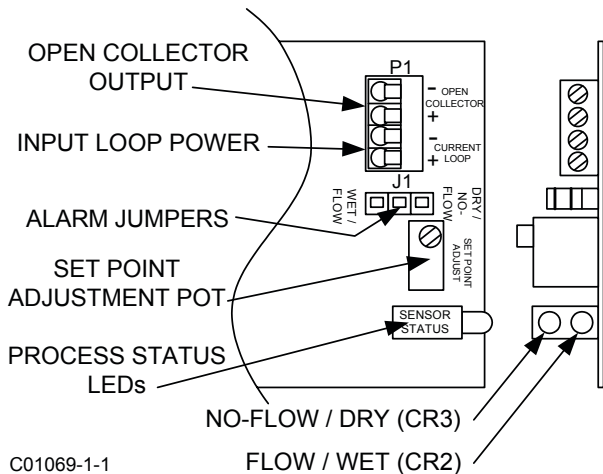 OPEN COLLECTOR
OUTPUT
INPUT LOOP POWER
ALARM JUMPERS
SET POINT
ADJUSTMENT POT
PROCESS STATUS
LEDs
P1
- OPEN
COLLECTOR
+
-
CURRENT
LOOP
+
J1
WET /
FLOW
DRY /
NO-
FLOW
SET POINT
ADJUST
SENSOR
STATUS
NO-FLOW / DRY (CR3)
FLOW / WET (CR2)
C01069-1-1